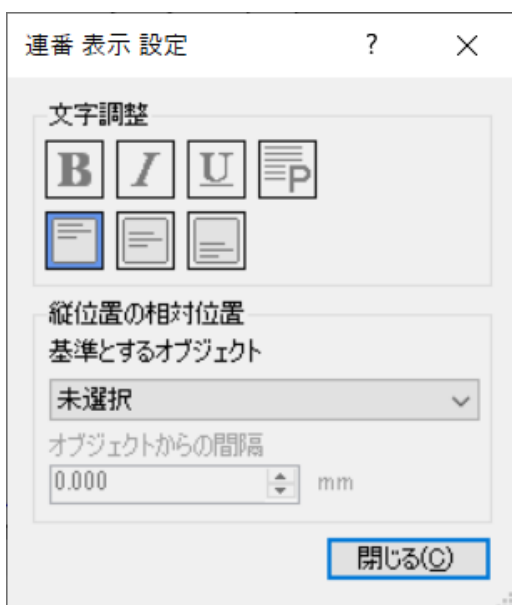 連番 表示 設定
?
文字調整
B I U P
縦位置の相対位置
基準とするオブジェクト
未選択
オブジェクトからの間隔
0.000 mm
閉じる(C)